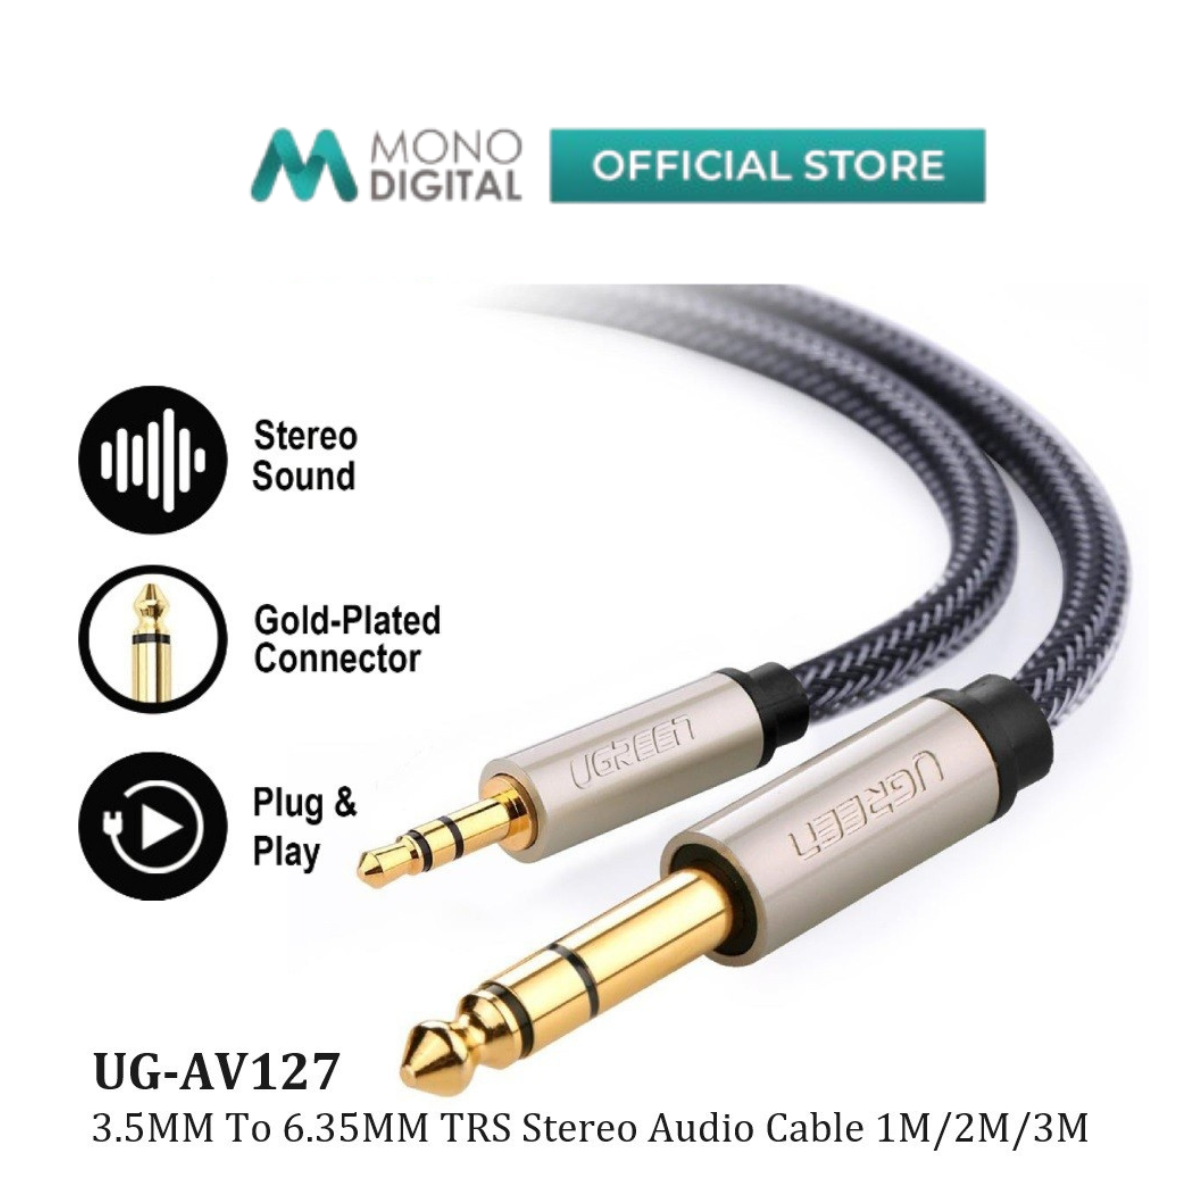 MONO
DIGITAL
OFFICIAL STORE
Stereo
Sound
Gold-Plated
Connector
Plug &
Play
UGREEN
UGREEN
UG-AV127
3.5MM To 6.35MM TRS Stereo Audio Cable 1M/2M/3M